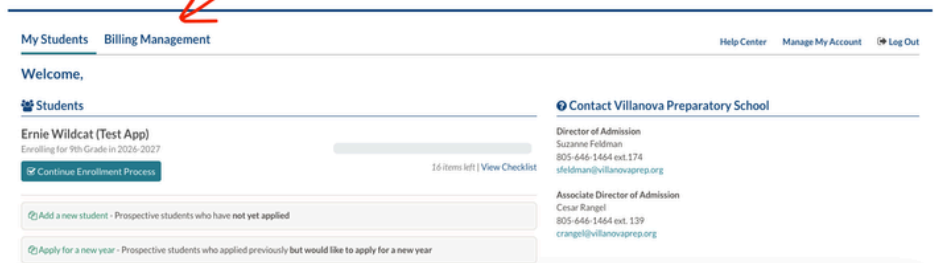 My Students Billing Management
Help Center Manage My Account Log Out
Welcome,
Students
Ernie Wildcat (Test App)
Enrolling for 9th Grade in 2026-2027
Continue Enrollment Process
16 items left | View Checklist
Add a new student - Prospective students who have not yet applied
Apply for a new year - Prospective students who applied previously but would like to apply for a new year
Contact Villanova Preparatory School
Director of Admission
Suzanne Feldman
805-646-1464 ext.174
sfeldman@villanovaprep.org
Associate Director of Admission
Cesar Rangel
805-646-1464 ext. 139
crangel@villanovaprep.org